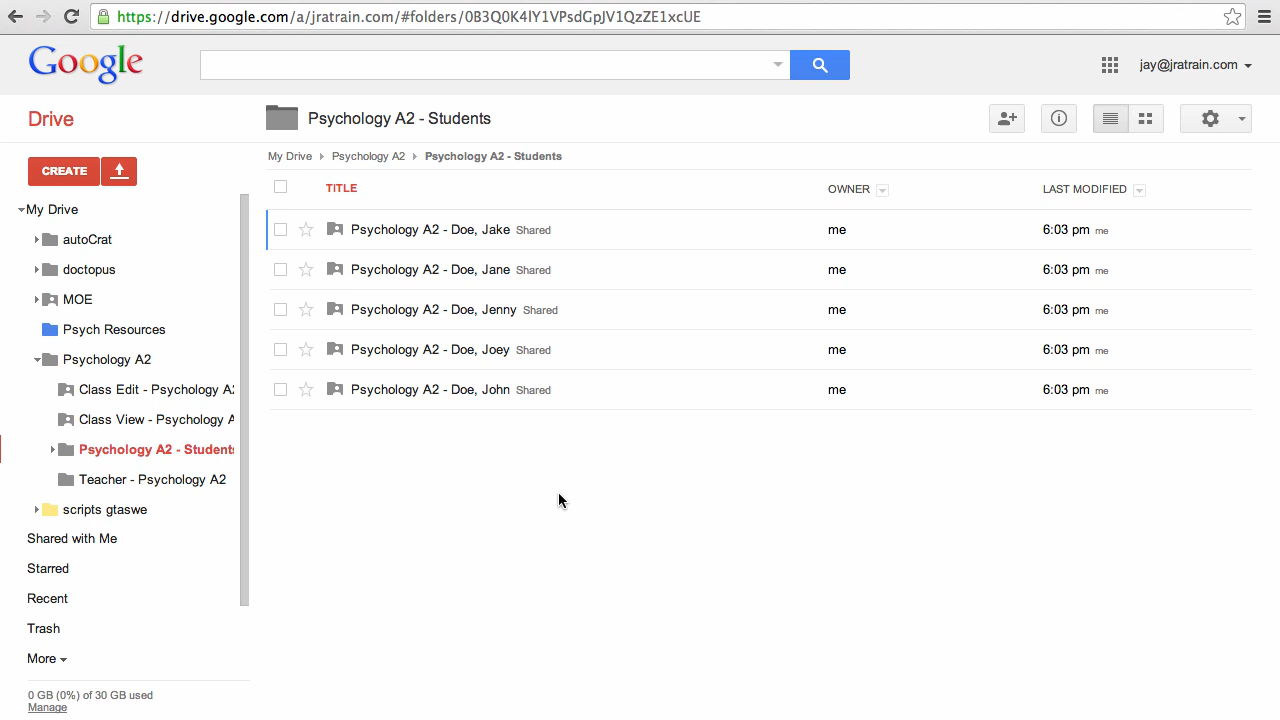 https://drive.google.com/a/jratrain.com/#folders/0B3Q0K4lY1VPsdGpJV1QzZE1xcUE
Google
jay@jratrain.com
Drive
Psychology A2 - Students
My Drive Psychology A2 Psychology A2 - Students
CREATE
TITLE OWNER LAST MODIFIED
My Drive
autoCrat
doctopus
MOE
Psych Resources
Psychology A2
Class Edit - Psychology A2
Class View - Psychology A
Psychology A2 - Students
Teacher - Psychology A2
scripts gtaswe
Shared with Me
Starred
Recent
Trash
More
0 GB (0%) of 30 GB used
Manage
Psychology A2 - Doe, Jake Shared me 6:03 pm me
Psychology A2 - Doe, Jane Shared me 6:03 pm me
Psychology A2 - Doe, Jenny Shared me 6:03 pm me
Psychology A2 - Doe, Joey Shared me 6:03 pm me
Psychology A2 - Doe, John Shared me 6:03 pm me